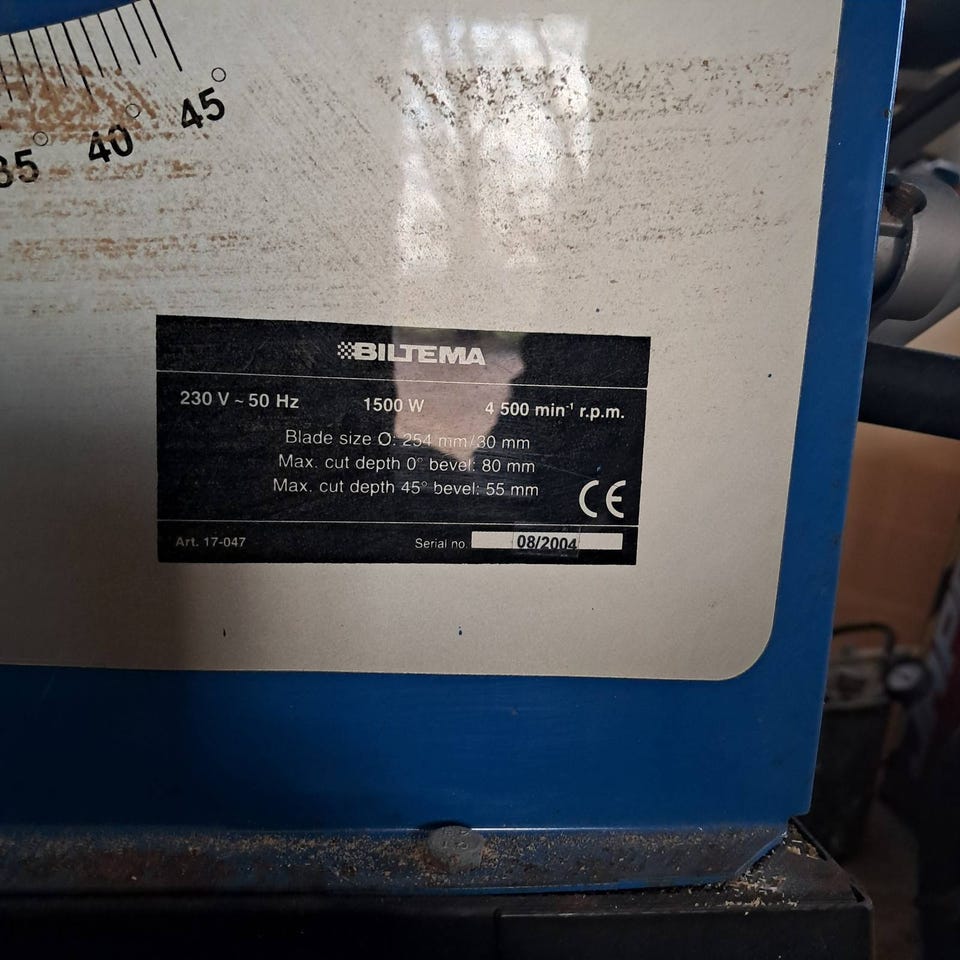 35° 40° 45°
BILTEMA
230 V ~ 50 Hz 1500 W 4 500 min⁻¹ r.p.m.
Blade size O: 254 mm/30 mm
Max. cut depth 0° bevel: 80 mm
Max. cut depth 45° bevel: 55 mm
CE
Art. 17-047 Serial no. 08/2004